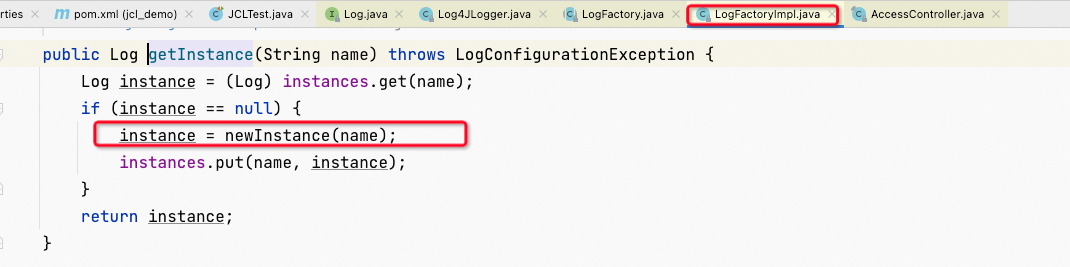 rties pom.xml (jcl_demo) JCLTest.java Log.java Log4JLogger.java LogFactory.java LogFactoryImpl.java AccessController.java
public Log getInstance(String name) throws LogConfigurationException {
Log instance = (Log) instances.get(name);
if (instance == null) {
instance = newInstance(name);
instances.put(name, instance);
}
return instance;
}